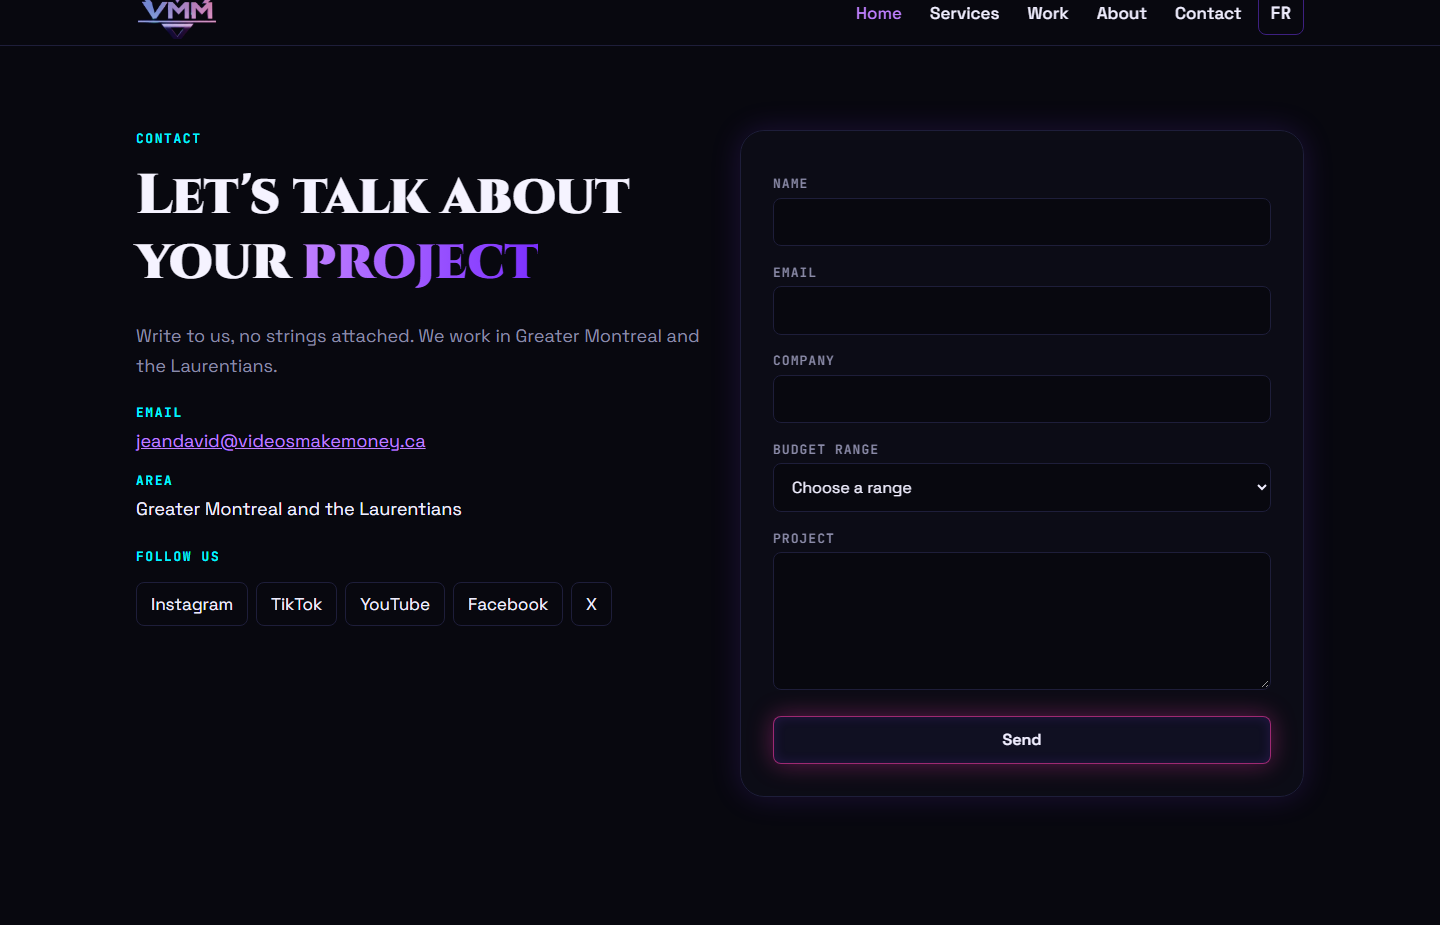 VMM
Home Services Work About Contact FR
CONTACT
LET'S TALK ABOUT
YOUR PROJECT
Write to us, no strings attached. We work in Greater Montreal and
the Laurentians.
EMAIL
jeandavid@videosmakemoney.ca
AREA
Greater Montreal and the Laurentians
FOLLOW US
Instagram TikTok YouTube Facebook X
NAME
EMAIL
COMPANY
BUDGET RANGE
Choose a range
PROJECT
Send